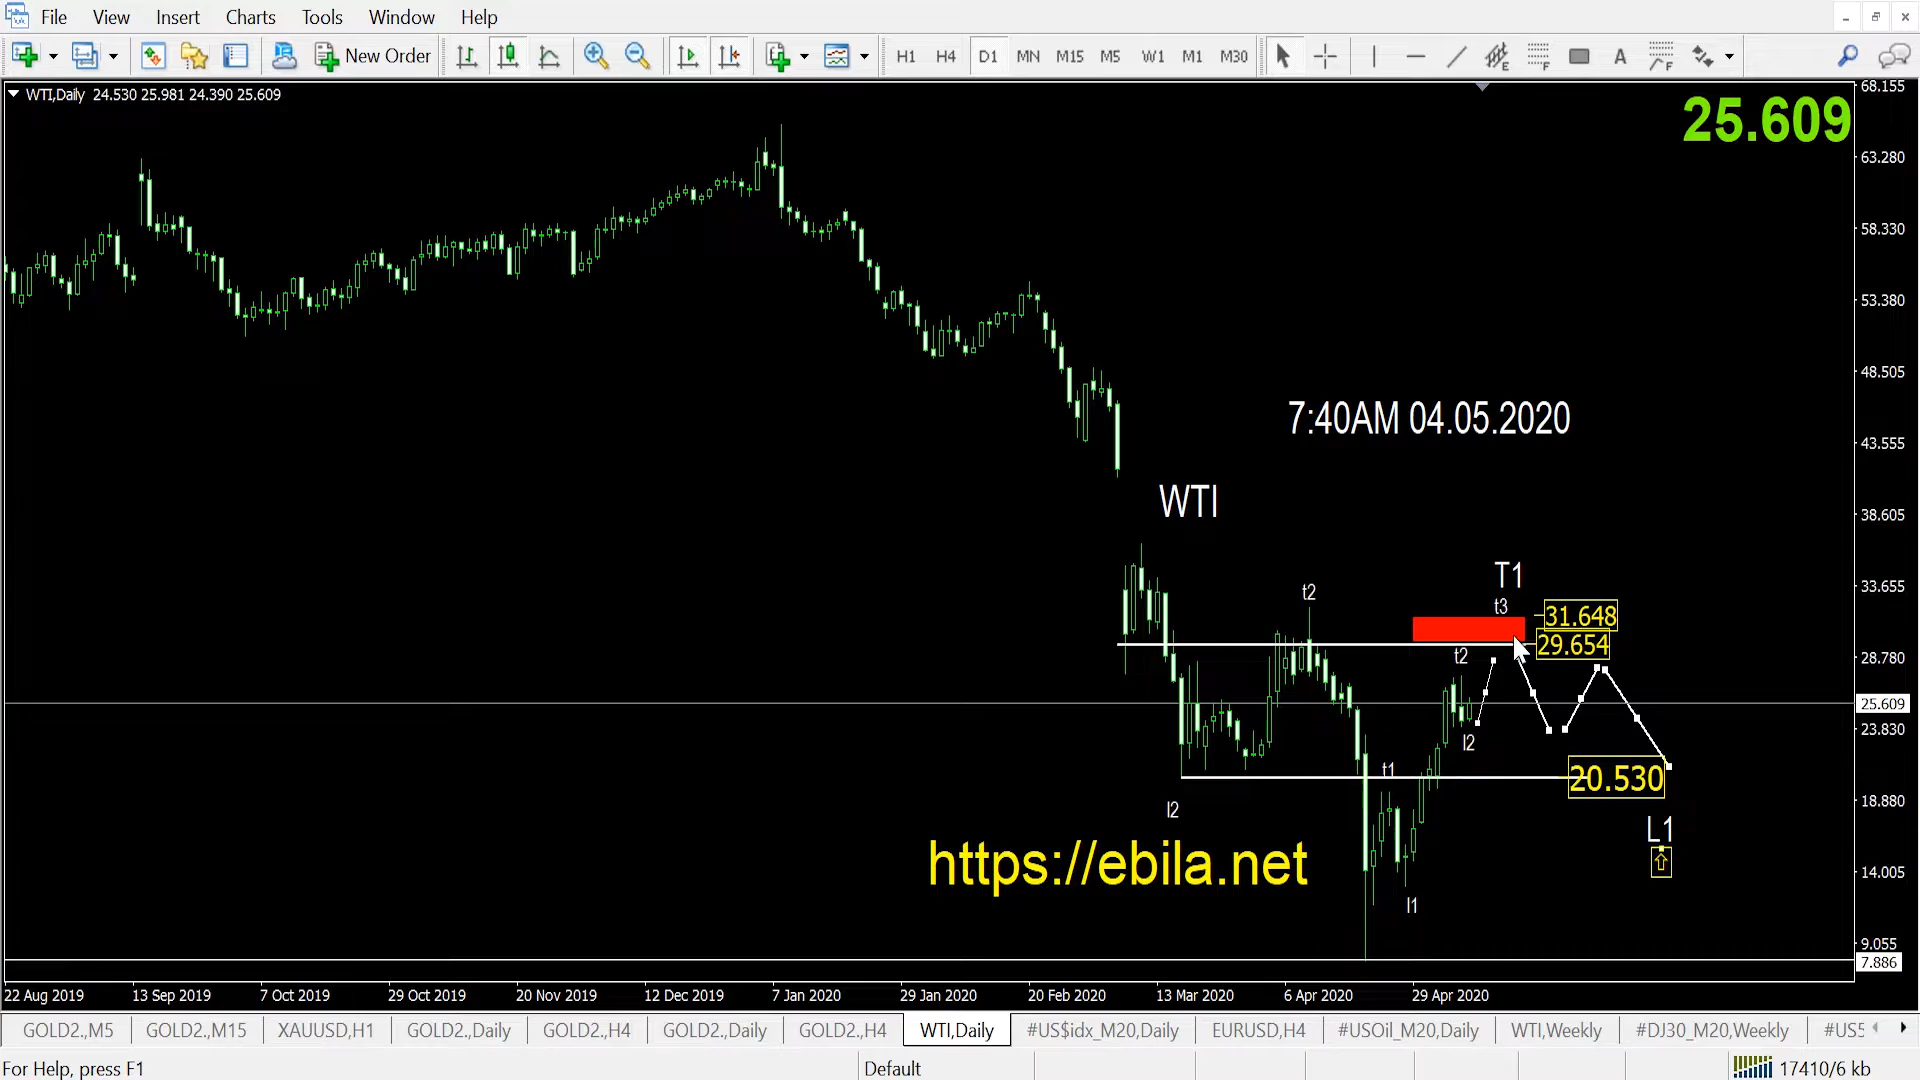 File View Insert Charts Tools Window Help
New Order H1 H4 D1 MN M15 M5 W1 M1 M30 E F A F
WTI,Daily 24.530 25.981 24.390 25.609
25.609
68.155
63.280
58.330
53.380
48.505
43.555
38.605
33.655
28.780
25.609
23.830
18.880
14.005
9.055
7.886
7:40AM 04.05.2020
WTI
T1
t2
t3
31.648
29.654
t2
l2
t1
20.530
l2
L1
https://ebila.net
l1
22 Aug 2019 13 Sep 2019 7 Oct 2019 29 Oct 2019 20 Nov 2019 12 Dec 2019 7 Jan 2020 29 Jan 2020 20 Feb 2020 13 Mar 2020 6 Apr 2020 29 Apr 2020
GOLD2.,M5 GOLD2.,M15 XAUUSD,H1 GOLD2.,Daily GOLD2.,H4 GOLD2.,Daily GOLD2.,H4 WTI,Daily #US$idx_M20,Daily EURUSD,H4 #USOil_M20,Daily WTI,Weekly #DJ30_M20,Weekly #US5
For Help, press F1 Default 17410/6 kb